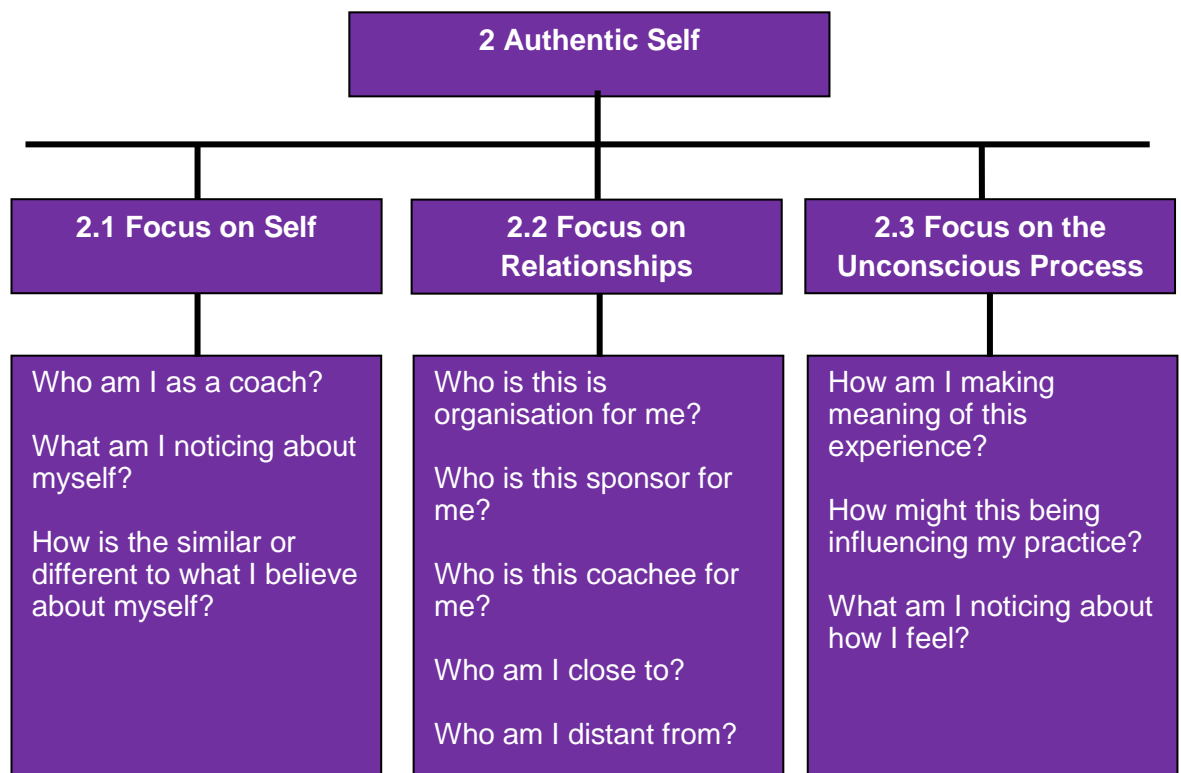 2 Authentic Self
2.1 Focus on Self
2.2 Focus on
Relationships
2.3 Focus on the
Unconscious Process
Who am I as a coach?
What am I noticing about
myself?
How is the similar or
different to what I believe
about myself?
Who is this is
organisation for me?
Who is this sponsor for
me?
Who is this coachee for
me?
Who am I close to?
Who am I distant from?
How am I making
meaning of this
experience?
How might this being
influencing my practice?
What am I noticing about
how I feel?